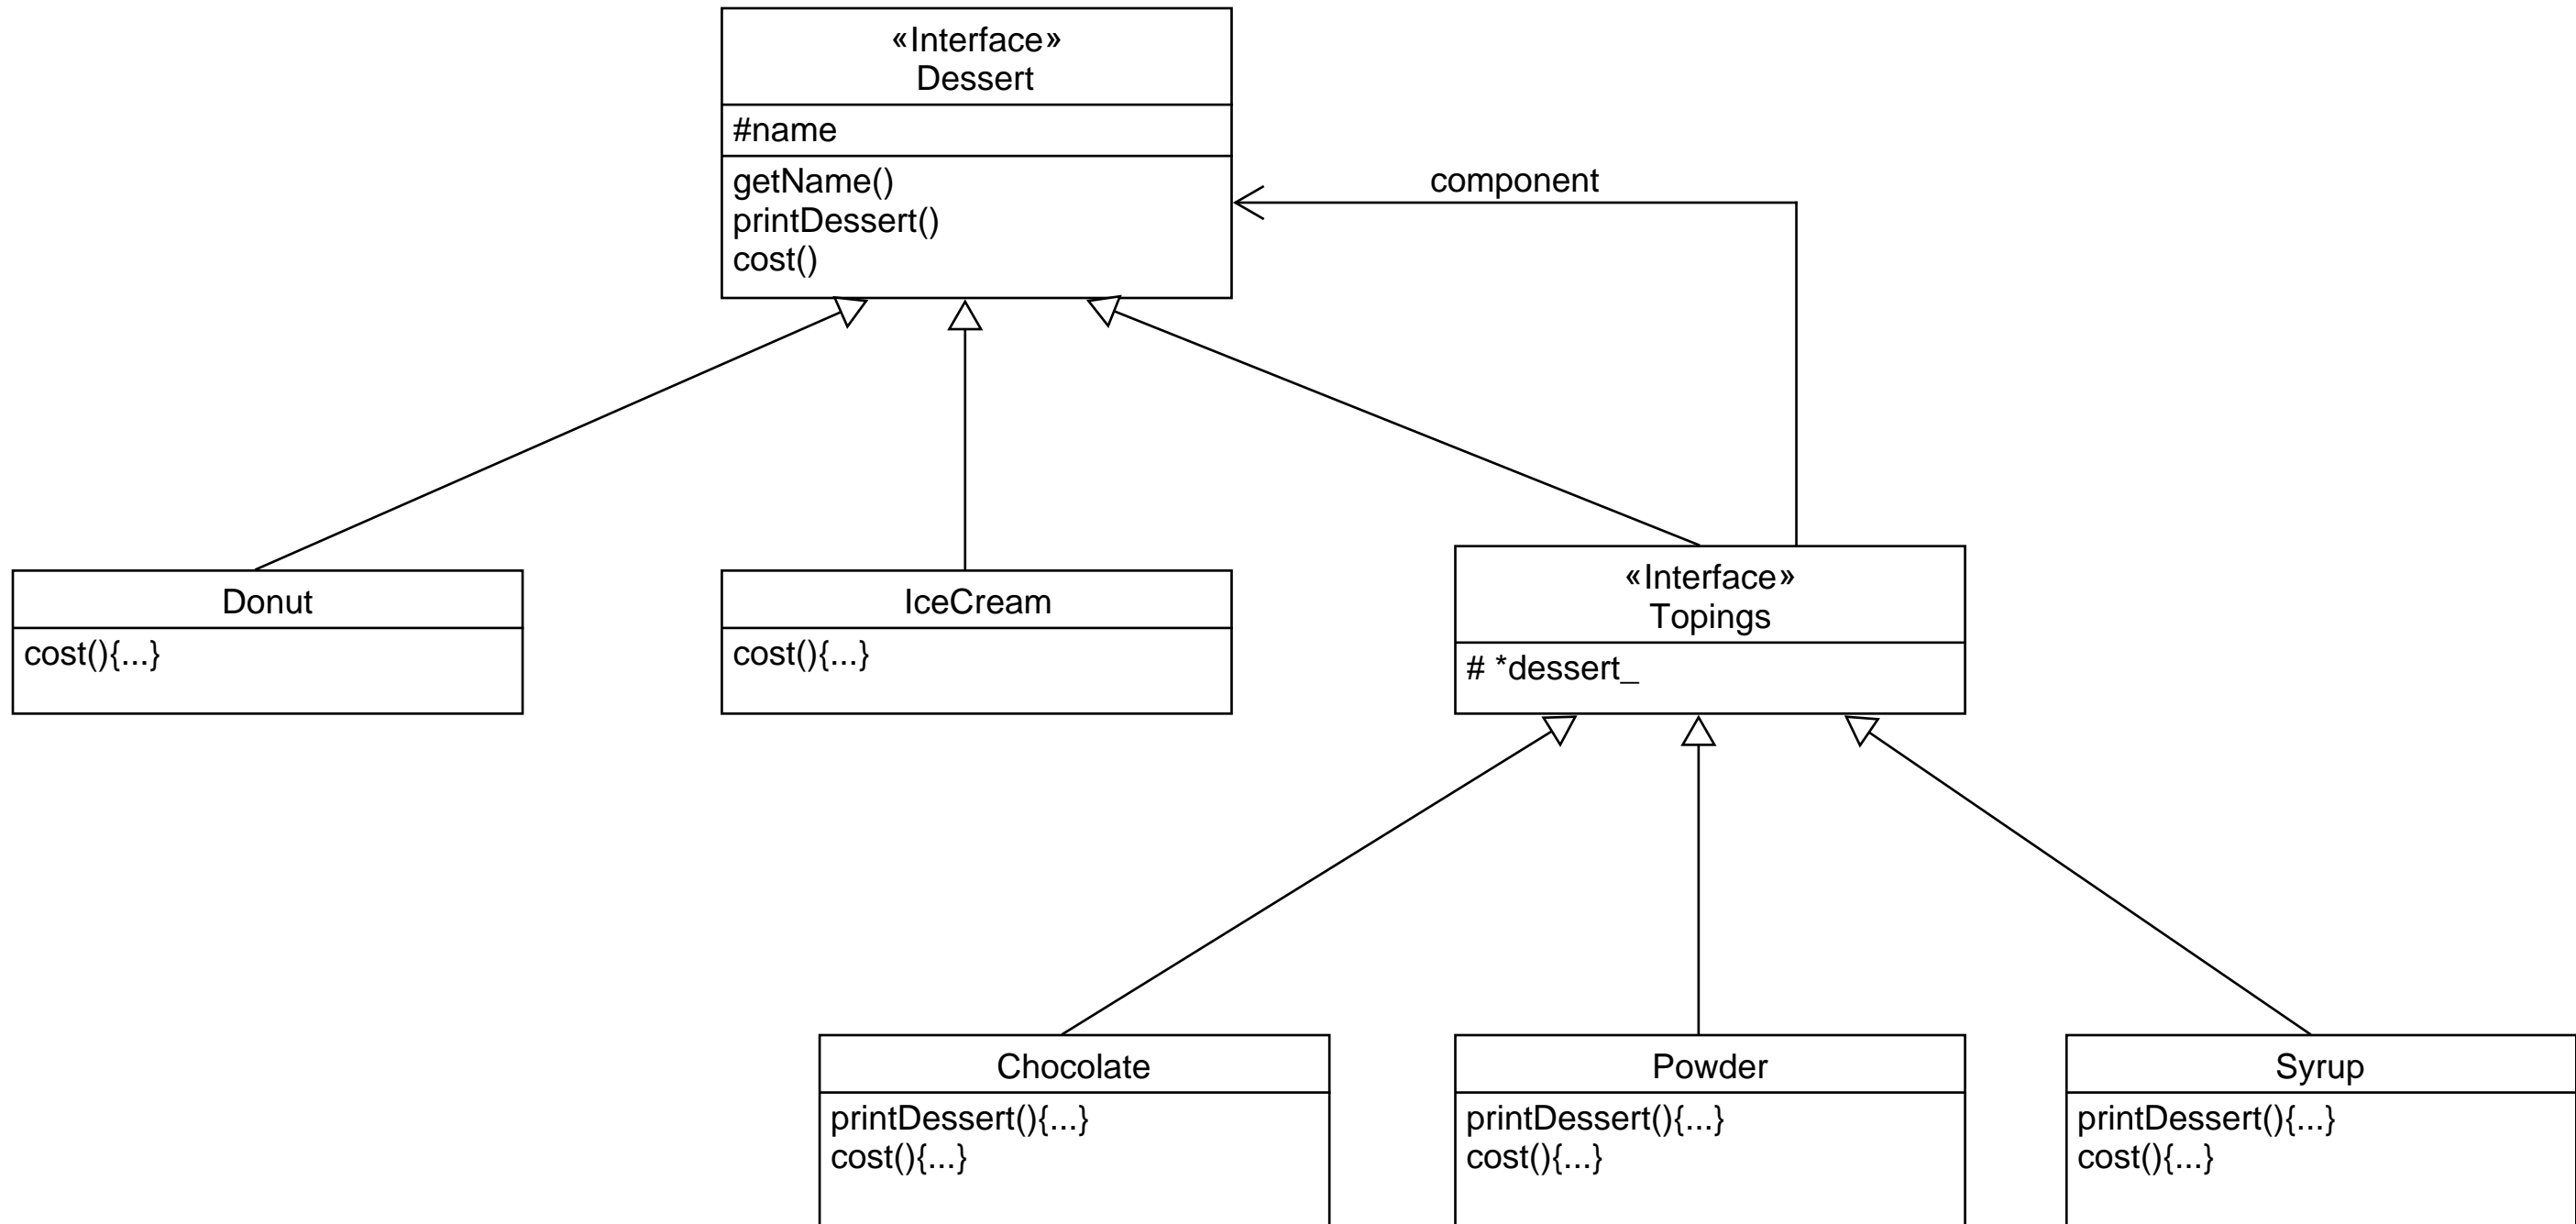 «Interface»
Dessert
#name
getName()
printDessert()
cost()
component
Donut
cost(){...}
IceCream
cost(){...}
«Interface»
Topings
# *dessert_
Chocolate
printDessert(){...}
cost(){...}
Powder
printDessert(){...}
cost(){...}
Syrup
printDessert(){...}
cost(){...}